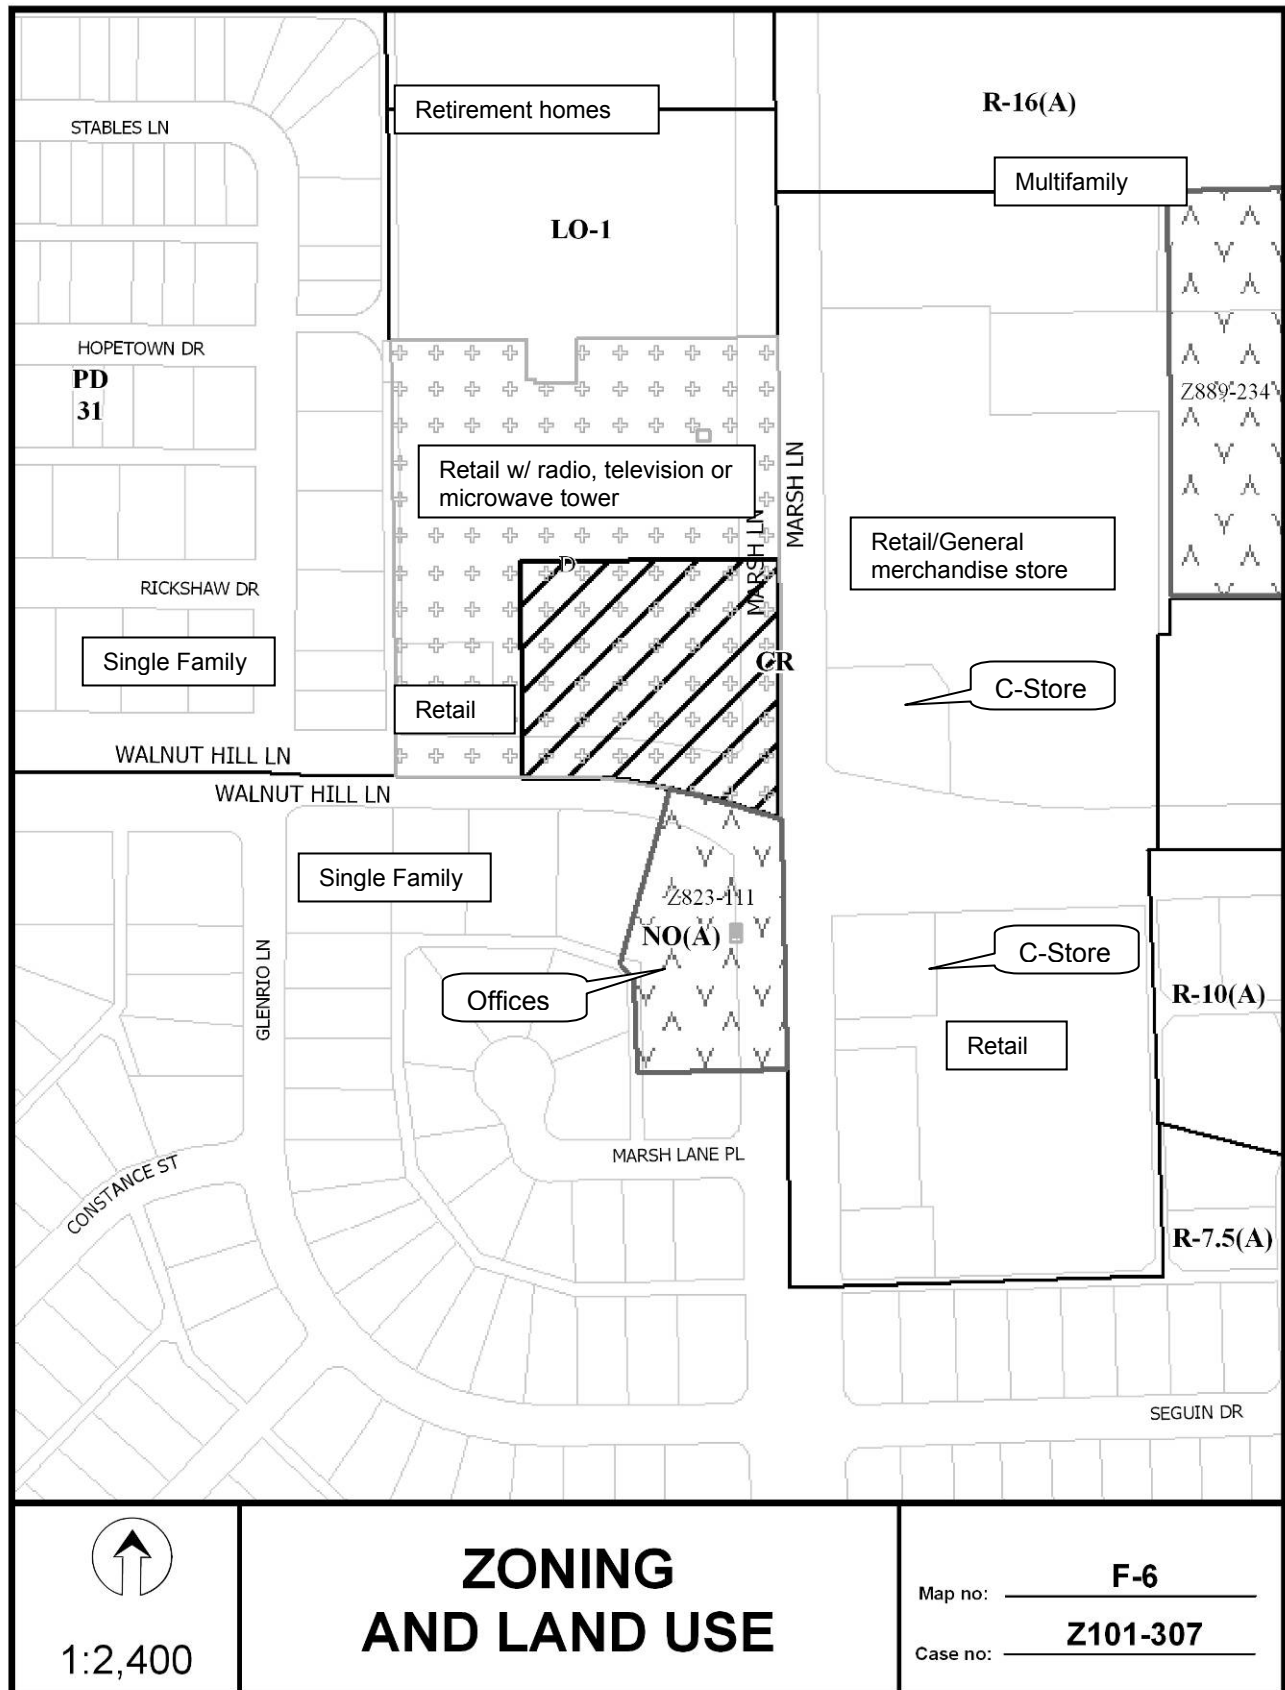 Retirement homes
R-16(A)
STABLES LN
Multifamily
LO-1
HOPETOWN DR
PD
31
Z889-234
Retail w/ radio, television or
microwave tower
MARSH LN
MARSH LN
Retail/General
merchandise store
D
RICKSHAW DR
Single Family
CR
C-Store
Retail
WALNUT HILL LN
WALNUT HILL LN
Single Family
Z823-111
NO(A)
C-Store
Offices
GLENRIO LN
R-10(A)
Retail
MARSH LANE PL
CONSTANCE ST
R-7.5(A)
SEGUIN DR
1:2,400
ZONING
AND LAND USE
Map no: F-6
Case no: Z101-307